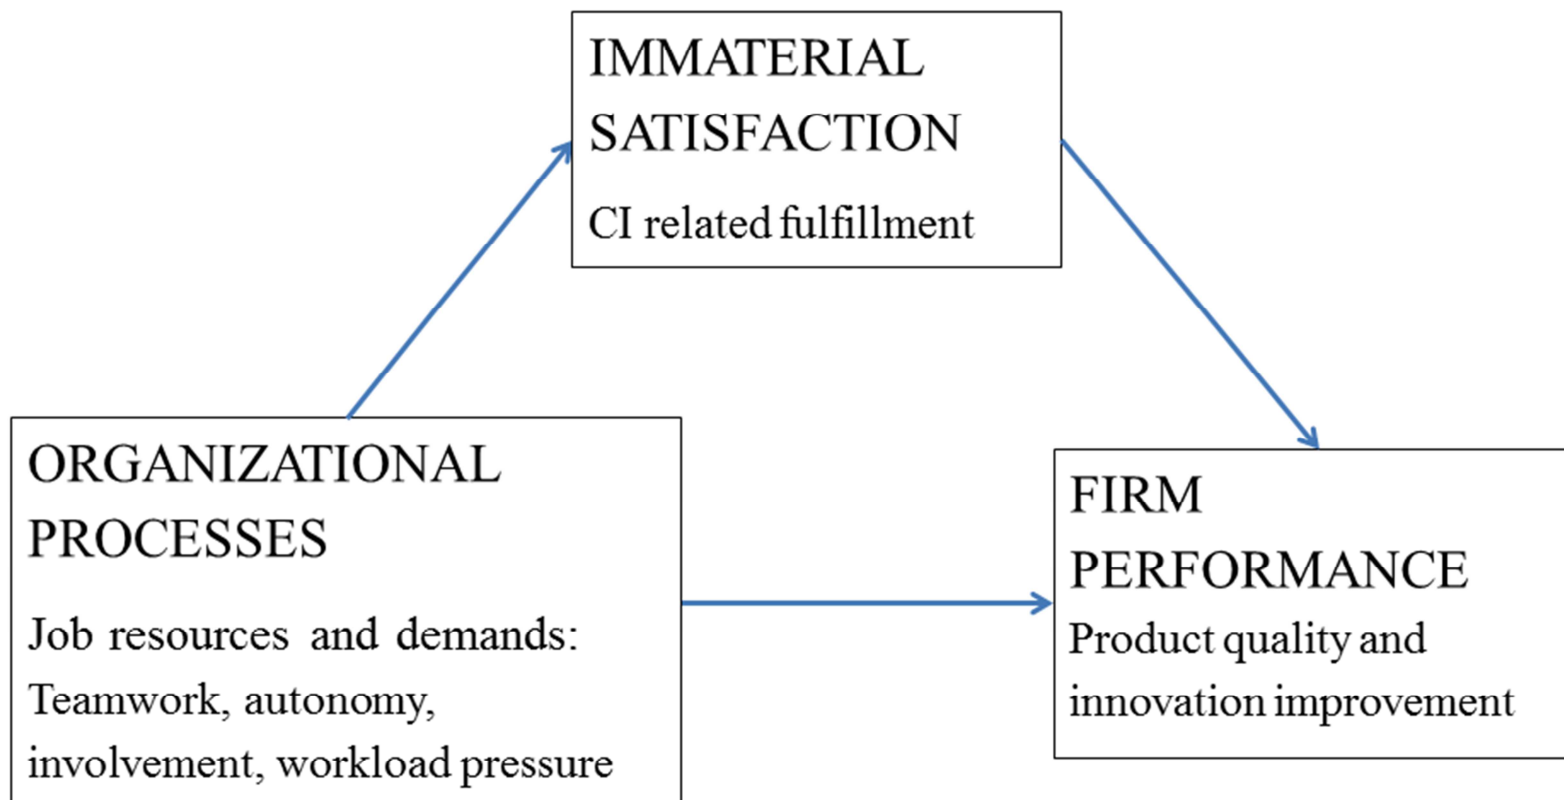 IMMATERIAL
SATISFACTION
CI related fulfillment
ORGANIZATIONAL
PROCESSES
Job resources and demands:
Teamwork, autonomy,
involvement, workload pressure
FIRM
PERFORMANCE
Product quality and
innovation improvement